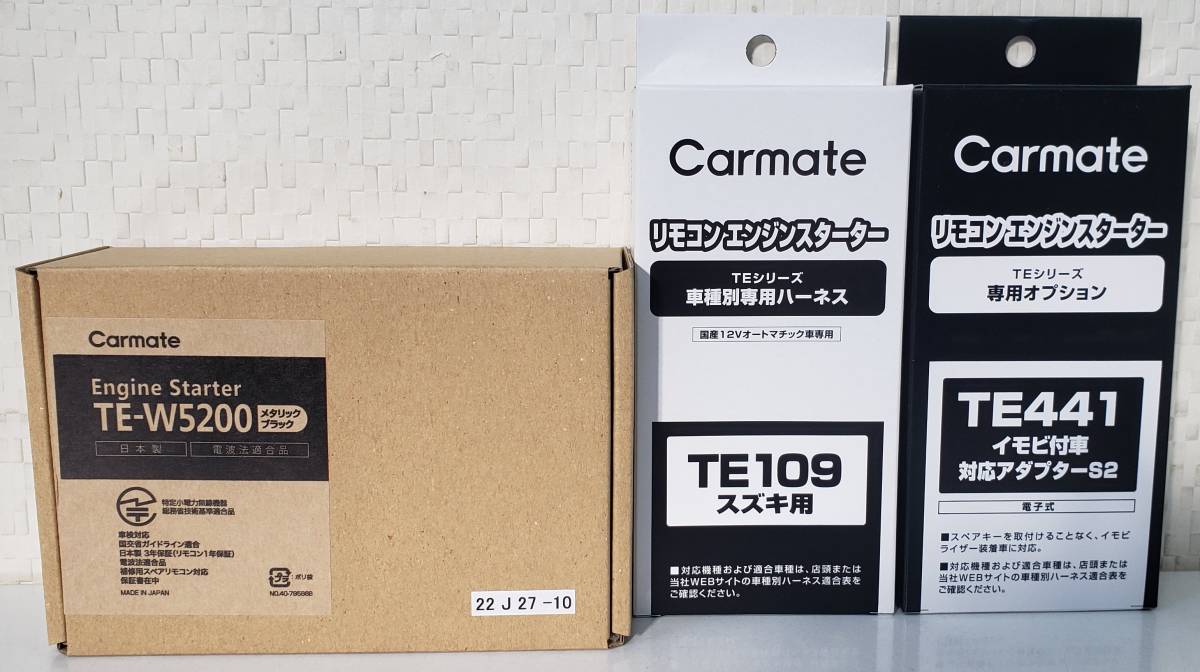 Carmate
Engine Starter
TE-W5200
メタリック
ブラック
日本製
電波法適合品
特定小電力無線機器
総務省技術基準適合品
車検対応
国交省ガイドライン適合
日本製 3年保証(リモコン1年保証)
電波法適合品
補修用スペアリモコン対応
保証書在中
MADE IN JAPAN
プラ
:ポリ袋
NO.40-795988
22 J 27 -10
Carmate
リモコンエンジンスターター
TEシリーズ
車種別専用ハーネス
国産12Vオートマチック車専用
TE109
スズキ用
■対応機種および適合車種は、店頭または
当社WEBサイトの車種別ハーネス適合表を
ご確認ください。
Carmate
リモコンエンジンスターター
TEシリーズ
専用オプション
TE441
イモビ付車
対応アダプターS2
電子式
■スペアキーを取付けることなく、イモビ
ライザー装着車に対応。
■対応機種および適合車種は、店頭または
当社WEBサイトの車種別ハーネス適合表を
ご確認ください。